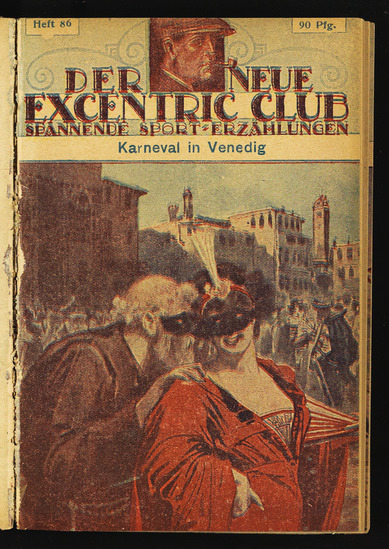 Heft 86
90 Pfg.
DER NEUE
EXCENTRIC CLUB
SPANNENDE SPORT-ERZÄHLUNGEN
Karneval in Venedig